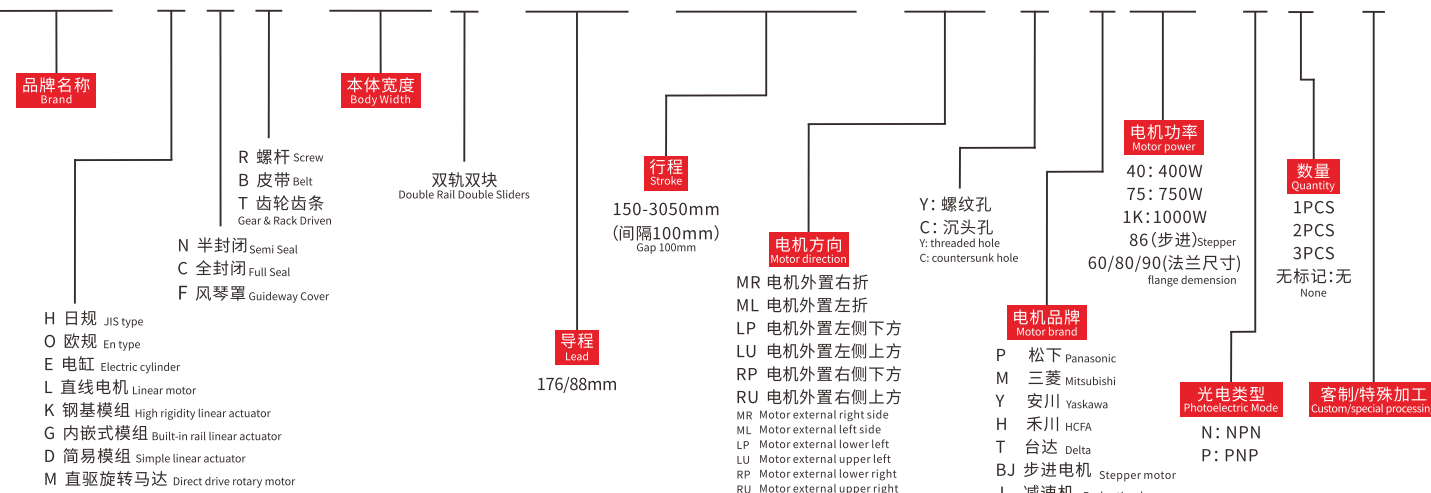 品牌名称
Brand
R 螺杆 Screw
B 皮带 Belt
T 齿轮齿条
Gear & Rack Driven
N 半封闭 Semi Seal
C 全封闭 Full Seal
F 风琴罩 Guideway Cover
H 日规 JIS type
O 欧规 En type
E 电缸 Electric cylinder
L 直线电机 Linear motor
K 钢基模组 High rigidity linear actuator
G 内嵌式模组 Built-in rail linear actuator
D 简易模组 Simple linear actuator
M 直驱旋转马达 Direct drive rotary motor
本体宽度
Body Width
双轨双块
Double Rail Double Sliders
导程
Lead
176/88mm
行程
Stroke
150-3050mm
(间隔100mm)
Gap 100mm
电机方向
Motor direction
MR 电机外置右折
ML 电机外置左折
LP 电机外置左侧下方
LU 电机外置左侧上方
RP 电机外置右侧下方
RU 电机外置右侧上方
MR Motor external right side
ML Motor external left side
LP Motor external lower left
LU Motor external upper left
RP Motor external lower right
RU Motor external upper right
Y: 螺纹孔
C: 沉头孔
Y: threaded hole
C: countersunk hole
电机品牌
Motor brand
P 松下 Panasonic
M 三菱 Mitsubishi
Y 安川 Yaskawa
H 禾川 HCFA
T 台达 Delta
BJ 步进电机 Stepper motor
减速机
电机功率
Motor power
40: 400W
75: 750W
1K:1000W
86(步进)Stepper
60/80/90(法兰尺寸)
flange demension
光电类型
Photoelectric Mode
N: NPN
P: PNP
数量
Quantity
1PCS
2PCS
3PCS
无标记:无
None
客制/特殊加工
Custom/special processin